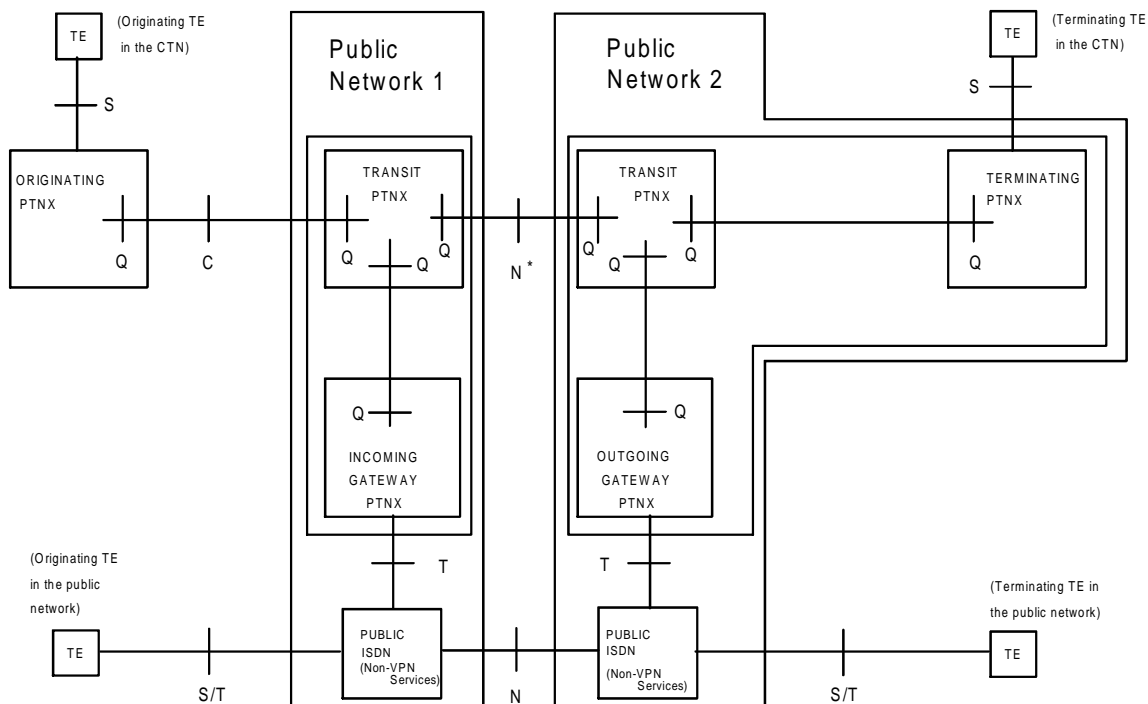 TE
(Originating TE
in the CTN)
S
Public
Network 1
Public
Network 2
TE
(Terminating TE
in the CTN)
S
ORIGINATING
PTNX
Q
C
TRANSIT
PTNX
Q
Q
Q
N *
TRANSIT
PTNX
Q
Q
Q
TERMINATING
PTNX
Q
Q
INCOMING
GATEWAY
PTNX
Q
OUTGOING
GATEWAY
PTNX
T
T
(Originating TE
in the public
network)
TE
S/T
PUBLIC
ISDN
(Non-VPN
Services)
N
PUBLIC
ISDN
(Non-VPN
Services)
S/T
(Terminating TE in
the public network)
TE